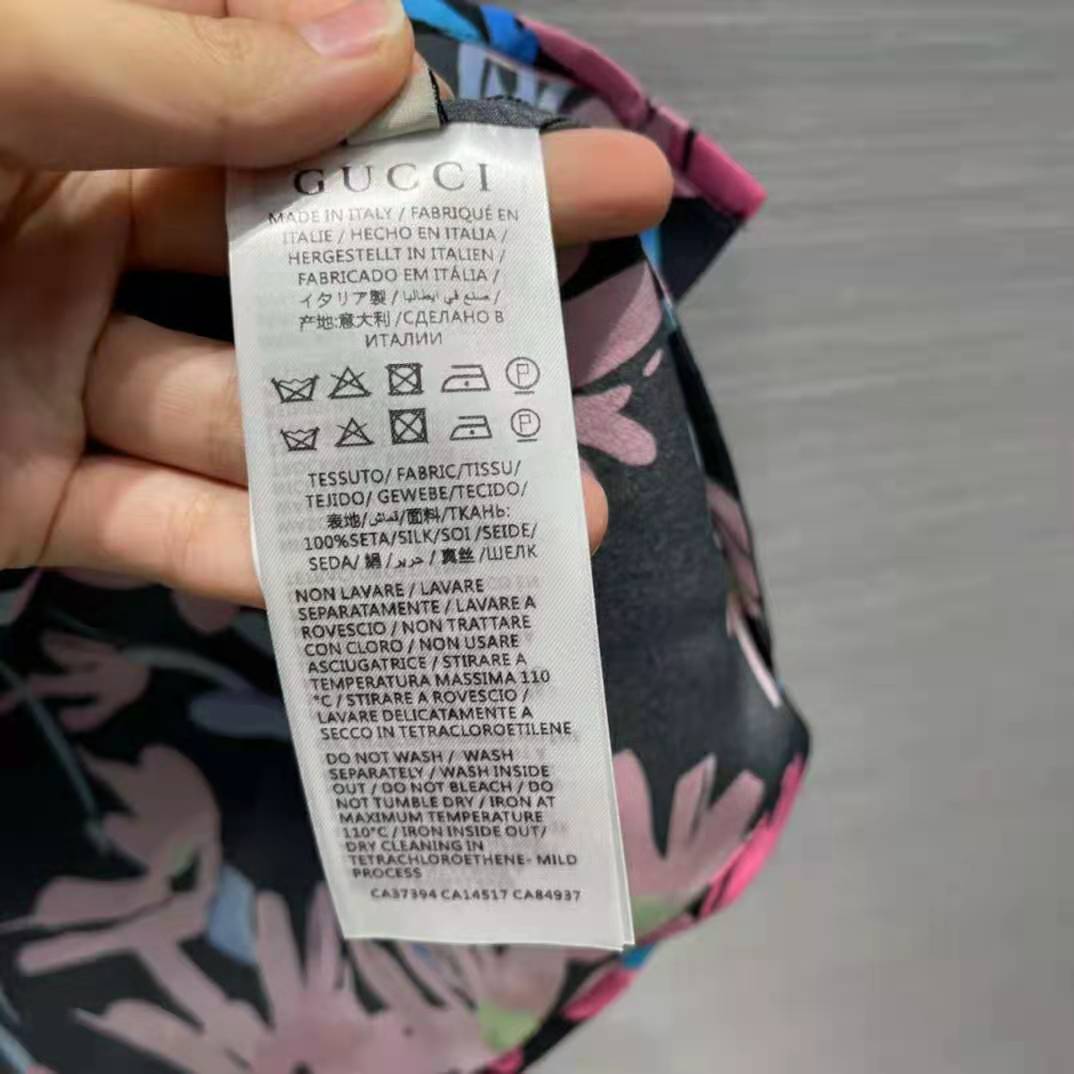 GUCCI
MADE IN ITALY / FABRIQUÉ EN
ITALIE / HECHO EN ITALIA /
HERGESTELLT IN ITALIEN /
FABRICADO EM ITÁLIA /
イタリア製 / صنع في ايطاليا /
产地:意大利 /СДЕЛАНО В
ИТАЛИИ
P
P
TESSUTO/ FABRIC/TISSU/
TEJIDO/ GEWEBE/TECIDO/
表地/قماش/面料/ТКАНЬ:
100%SETA/SILK/SOI /SEIDE/
SEDA/ 絹 /حرير / 真丝 /ШЕЛК
NON LAVARE / LAVARE
SEPARATAMENTE / LAVARE A
ROVESCIO / NON TRATTARE
CON CLORO / NON USARE
ASCIUGATRICE / STIRARE A
TEMPERATURA MASSIMA 110
°C / STIRARE A ROVESCIO /
LAVARE DELICATAMENTE A
SECCO IN TETRACLOROETILENE
DO NOT WASH / WASH
SEPARATELY / WASH INSIDE
OUT / DO NOT BLEACH / DO
NOT TUMBLE DRY / IRON AT
MAXIMUM TEMPERATURE
110°C / IRON INSIDE OUT/
DRY CLEANING IN
TETRACHLOROETHENE- MILD
PROCESS
CA37394 CA14517 CA84937